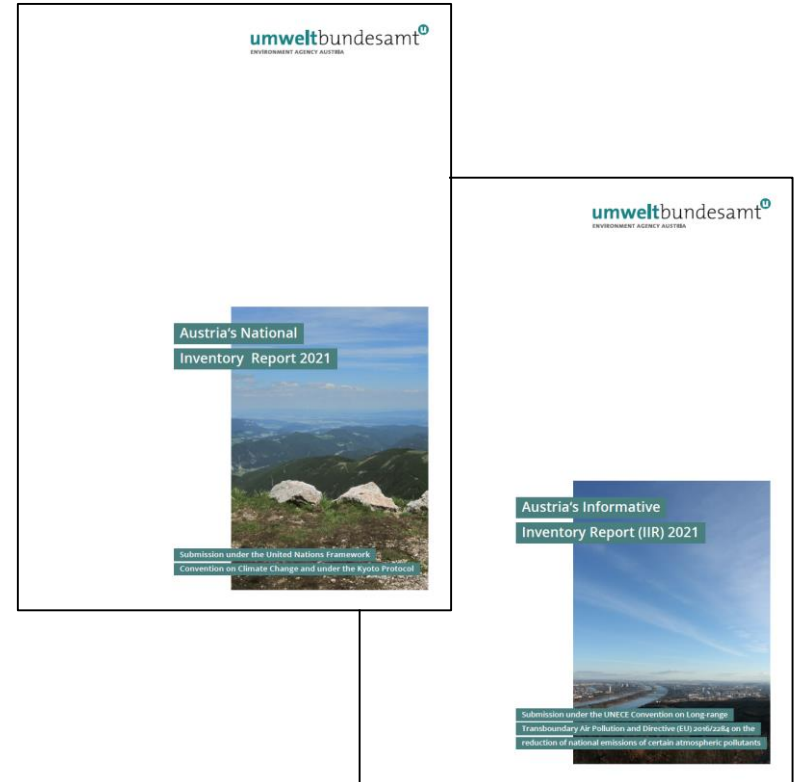 umweltbundesamt
ENVIRONMENT AGENCY AUSTRIA
Austria's National
Inventory Report 2021
Submission under the United Nations Framework
Convention on Climate Change and under the Kyoto Protocol
umweltbundesamt
ENVIRONMENT AGENCY AUSTRIA
Austria's Informative
Inventory Report (IIR) 2021
Submission under the UNECE Convention on Long-range
Transboundary Air Pollution and Directive (EU) 2016/2284 on the
reduction of national emissions of certain atmospheric pollutants